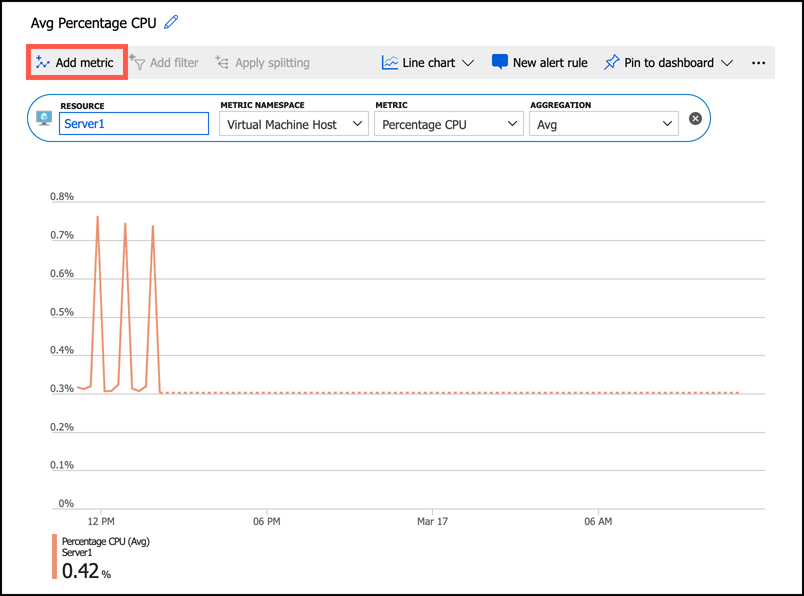 Avg Percentage CPU
Add metric Add filter Apply splitting Line chart New alert rule Pin to dashboard ...
RESOURCE METRIC NAMESPACE METRIC AGGREGATION
Server1 Virtual Machine Host Percentage CPU Avg
0.8%
0.7%
0.6%
0.5%
0.4%
0.3%
0.2%
0.1%
0%
12 PM 06 PM Mar 17 06 AM
Percentage CPU (Avg)
Server1
0.42 %